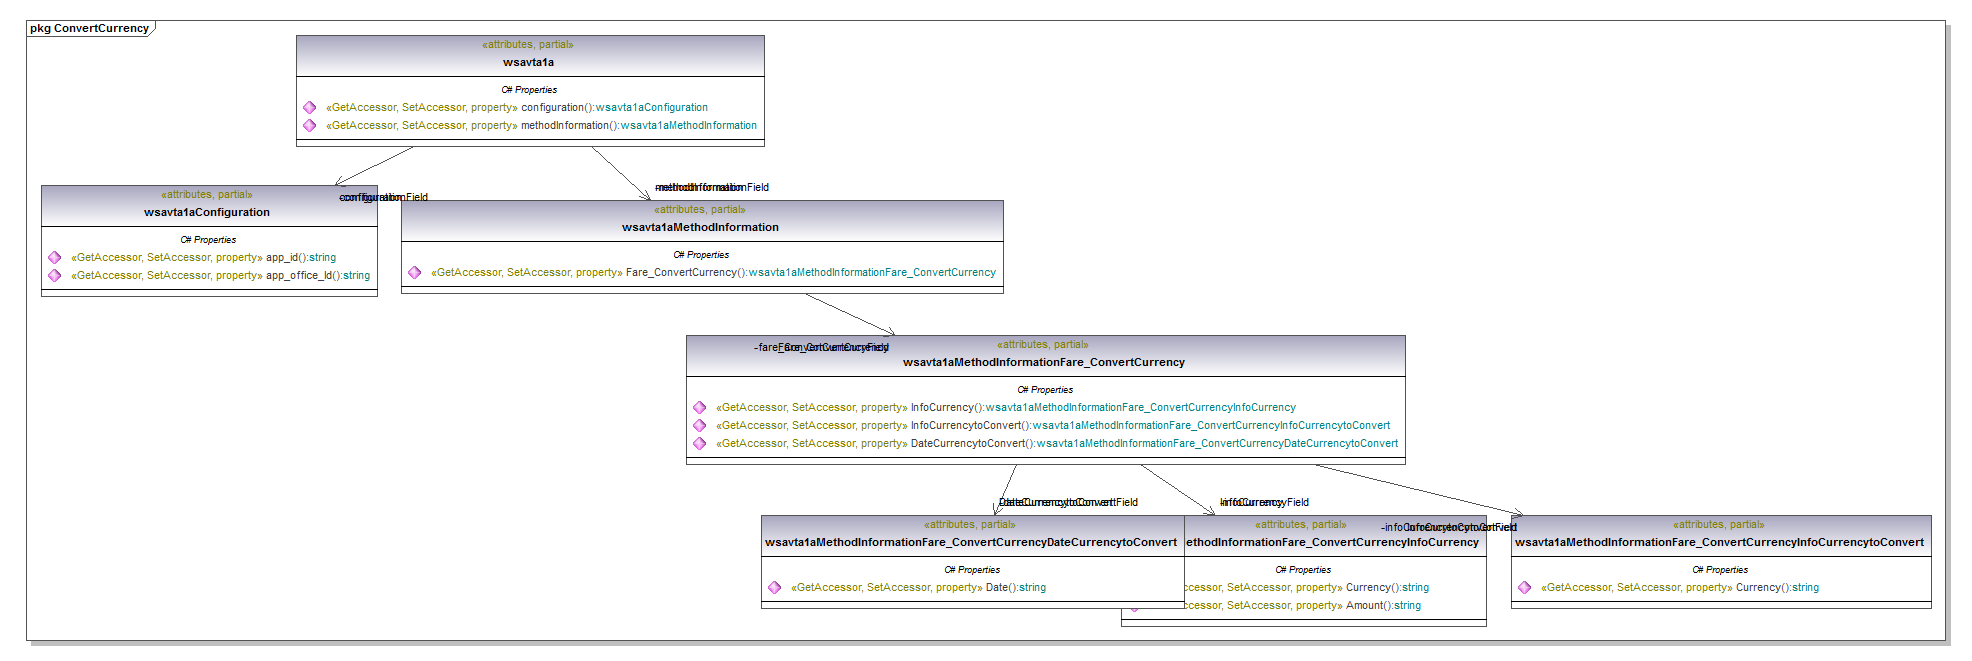 pkg ConvertCurrency
«attributes, partial»
wsavta1a
C# Properties
«GetAccessor, SetAccessor, property» configuration():wsavta1aConfiguration
«GetAccessor, SetAccessor, property» methodInformation():wsavta1aMethodInformation
«attributes, partial»
wsavta1aConfiguration
C# Properties
«GetAccessor, SetAccessor, property» app_id():string
«GetAccessor, SetAccessor, property» app_office_Id():string
-configurationField
-methodInformationField
«attributes, partial»
wsavta1aMethodInformation
C# Properties
«GetAccessor, SetAccessor, property» Fare_ConvertCurrency():wsavta1aMethodInformationFare_ConvertCurrency
-fare_ConvertCurrencyField
«attributes, partial»
wsavta1aMethodInformationFare_ConvertCurrency
C# Properties
«GetAccessor, SetAccessor, property» InfoCurrency():wsavta1aMethodInformationFare_ConvertCurrencyInfoCurrency
«GetAccessor, SetAccessor, property» InfoCurrencytoConvert():wsavta1aMethodInformationFare_ConvertCurrencyInfoCurrencytoConvert
«GetAccessor, SetAccessor, property» DateCurrencytoConvert():wsavta1aMethodInformationFare_ConvertCurrencyDateCurrencytoConvert
-dateCurrencytoConvertField
-infoCurrencyField
-infoCurrencytoConvertField
«attributes, partial»
wsavta1aMethodInformationFare_ConvertCurrencyDateCurrencytoConvert
C# Properties
«GetAccessor, SetAccessor, property» Date():string
«attributes, partial»
ethodInformationFare_ConvertCurrencyInfoCurrency
C# Properties
ccessor, SetAccessor, property» Currency():string
ccessor, SetAccessor, property» Amount():string
«attributes, partial»
wsavta1aMethodInformationFare_ConvertCurrencyInfoCurrencytoConvert
C# Properties
«GetAccessor, SetAccessor, property» Currency():string